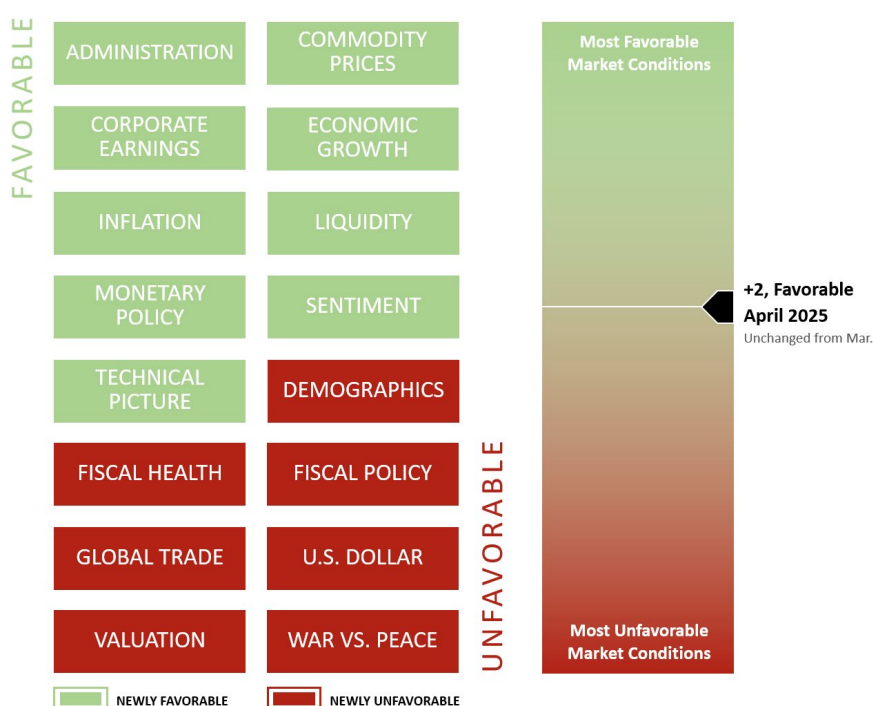 FAVORABLE
ADMINISTRATION
COMMODITY
PRICES
CORPORATE
EARNINGS
ECONOMIC
GROWTH
INFLATION
LIQUIDITY
MONETARY
POLICY
SENTIMENT
TECHNICAL
PICTURE
DEMOGRAPHICS
FISCAL HEALTH
FISCAL POLICY
GLOBAL TRADE
U.S. DOLLAR
VALUATION
WAR VS. PEACE
UNFAVORABLE
NEWLY FAVORABLE
NEWLY UNFAVORABLE
Most Favorable
Market Conditions
+2, Favorable
April 2025
Unchanged from Mar.
Most Unfavorable
Market Conditions